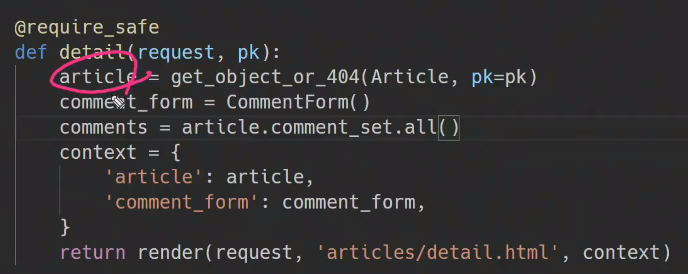 @require_safe
def detail(request, pk):
article = get_object_or_404(Article, pk=pk)
comment_form = CommentForm()
comments = article.comment_set.all()
context = {
'article': article,
'comment_form': comment_form,
}
return render(request, 'articles/detail.html', context)